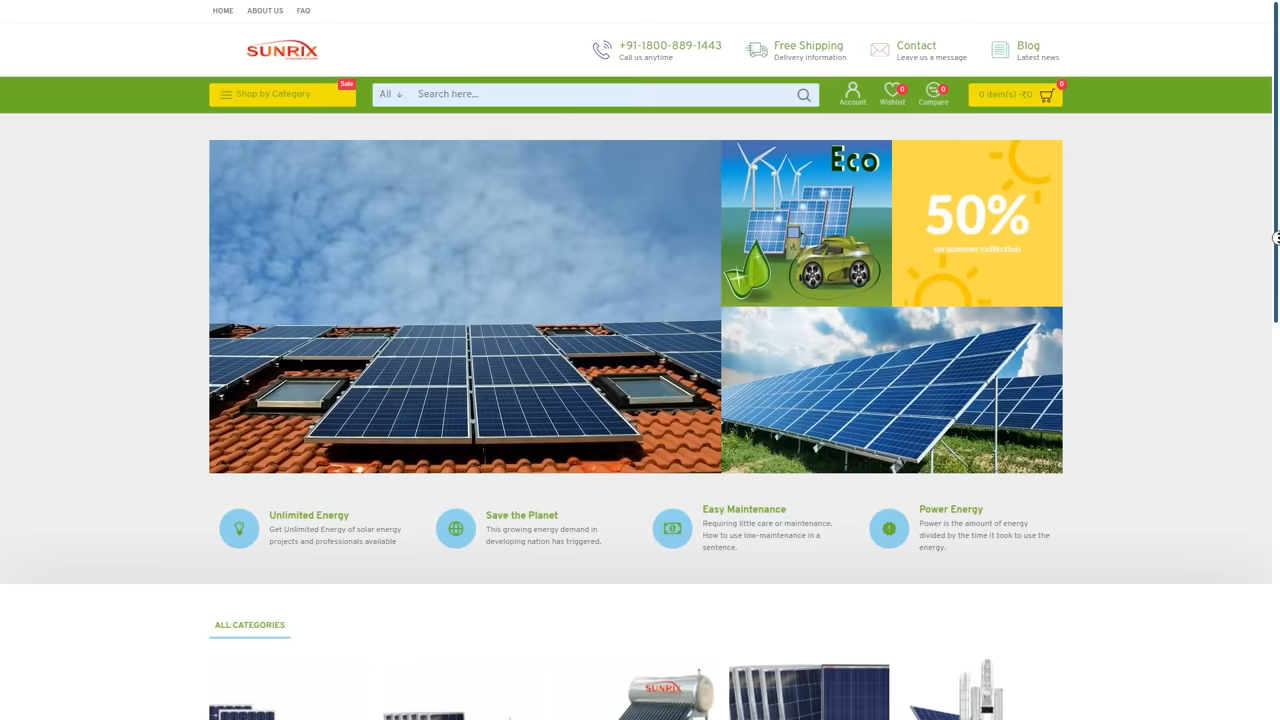 HOME ABOUT US FAQ
SUNRIX
+91-1800-889-1443
Call us anytime
Free Shipping
Delivery information
Contact
Leave us a message
Blog
Latest news
Shop by Category
Sale
All
Search here...
Account
Wishlist
0
Compare
0
0 item(s) -₹0
0
Eco
50%
on summer collection
Unlimited Energy
Get Unlimited Energy of solar energy
projects and professionals available
Save the Planet
This growing energy demand in
developing nation has triggered.
Easy Maintenance
Requiring little care or maintenance.
How to use low-maintenance in a
sentence.
Power Energy
Power is the amount of energy
divided by the time it took to use the
energy.
ALL CATEGORIES
SUNRIX